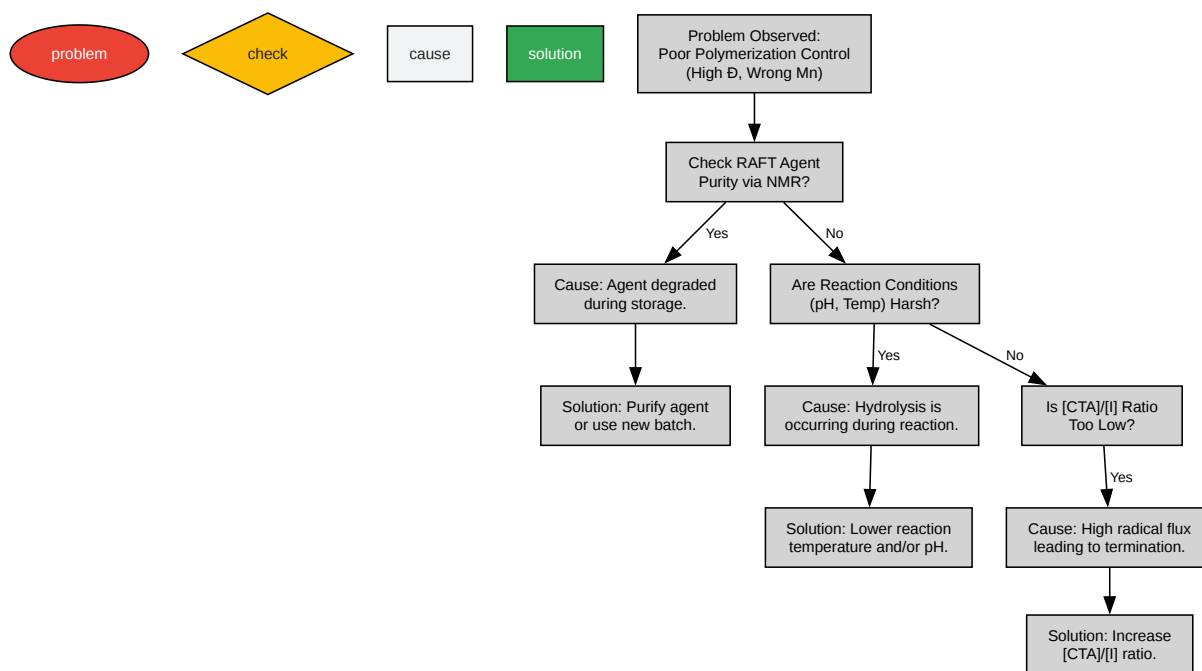 problem
check
cause
solution
Problem Observed:
Poor Polymerization Control
(High Đ, Wrong Mn)
Check RAFT Agent
Purity via NMR?
Yes
No
Cause: Agent degraded
during storage.
Are Reaction Conditions
(pH, Temp) Harsh?
Yes
No
Solution: Purify agent
or use new batch.
Cause: Hydrolysis is
occurring during reaction.
Is [CTA]/[I] Ratio
Too Low?
Yes
Solution: Lower reaction
temperature and/or pH.
Cause: High radical flux
leading to termination.
Solution: Increase
[CTA]/[I] ratio.